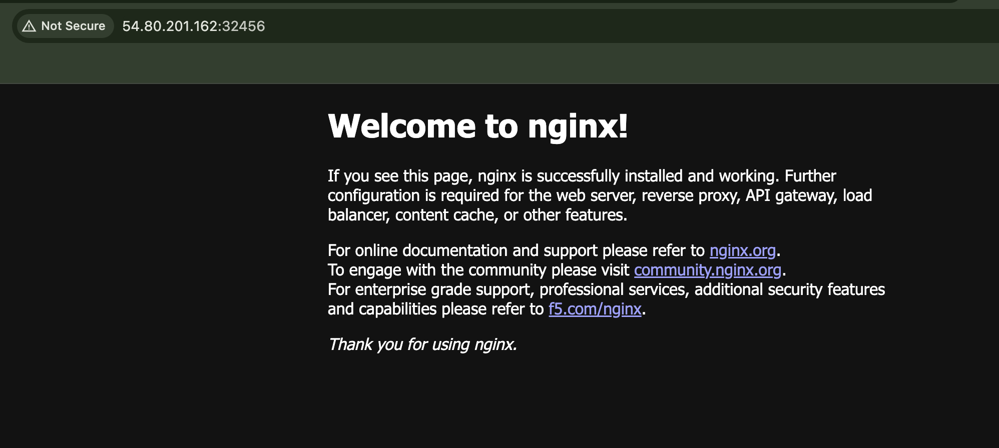 Not Secure 54.80.201.162:32456
Welcome to nginx!
If you see this page, nginx is successfully installed and working. Further
configuration is required for the web server, reverse proxy, API gateway, load
balancer, content cache, or other features.
For online documentation and support please refer to nginx.org.
To engage with the community please visit community.nginx.org.
For enterprise grade support, professional services, additional security features
and capabilities please refer to f5.com/nginx.
Thank you for using nginx.